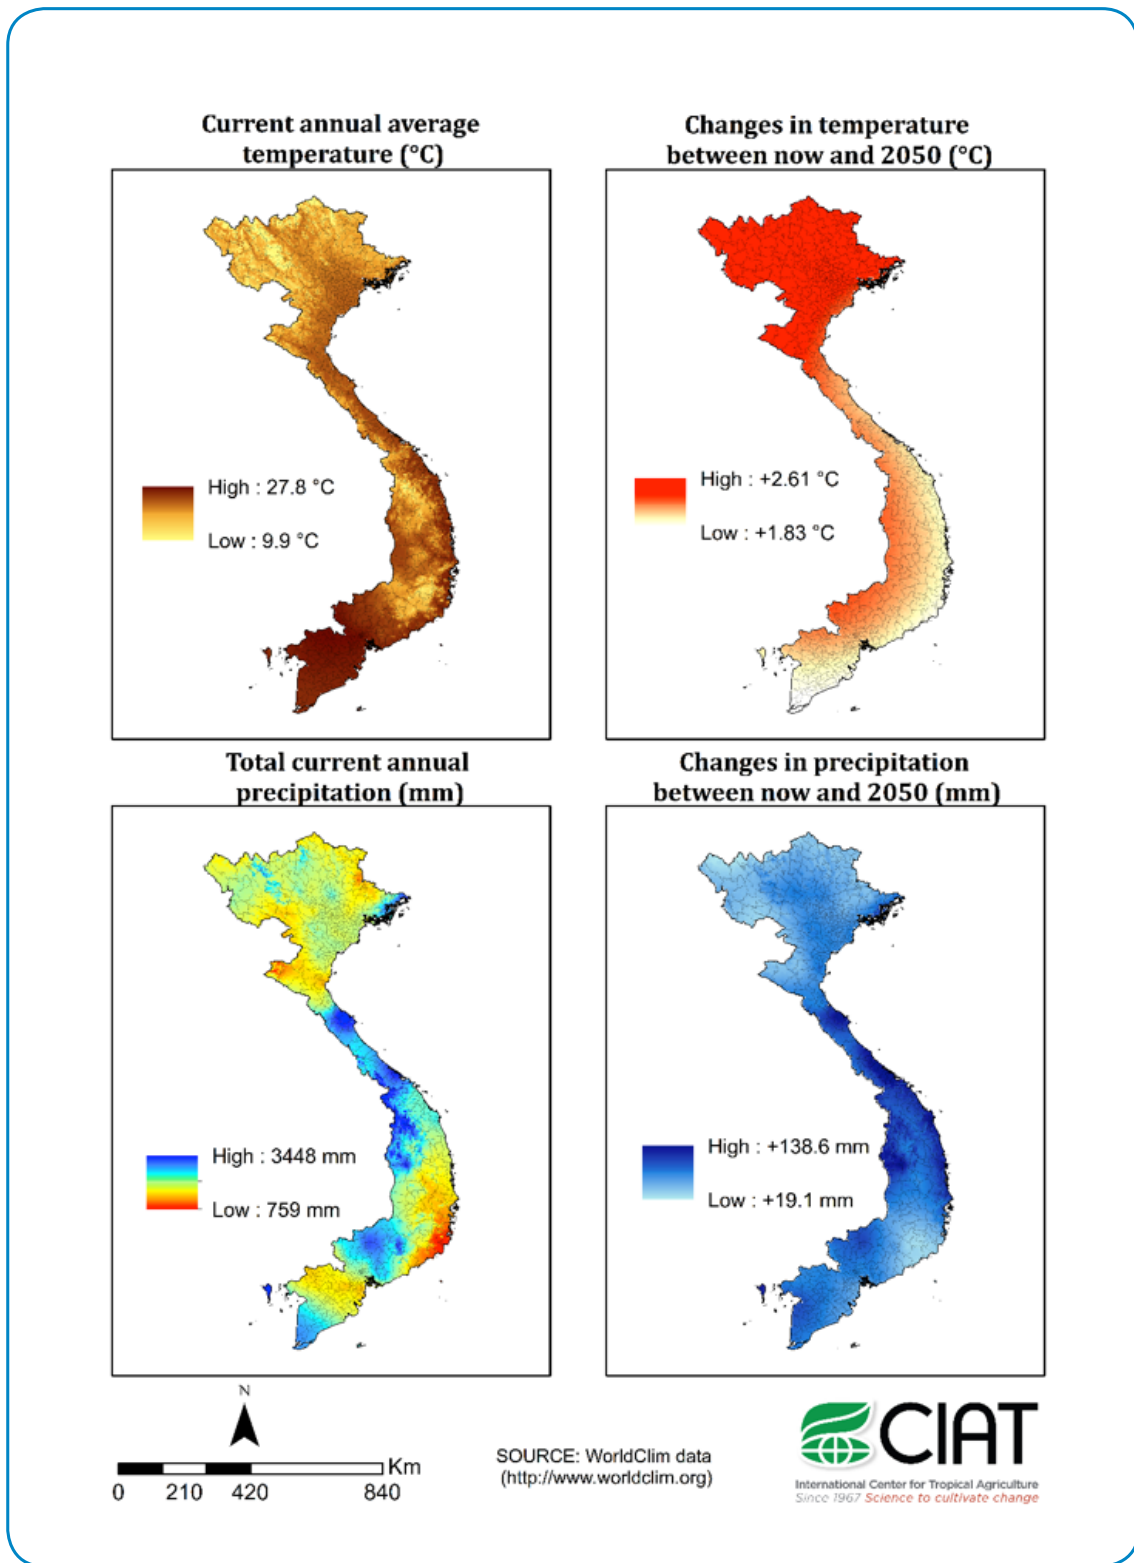 Current annual average
temperature (°C)
Changes in temperature
between now and 2050 (°C)
High : 27.8 °C
Low : 9.9 °C
High : +2.61 °C
Low : +1.83 °C
Total current annual
precipitation (mm)
Changes in precipitation
between now and 2050 (mm)
High : 3448 mm
Low : 759 mm
High : +138.6 mm
Low : +19.1 mm
N
Km
0 210 420 840
SOURCE: WorldClim data
(http://www.worldclim.org)
CIAT
International Center for Tropical Agriculture
Since 1967 Science to cultivate change